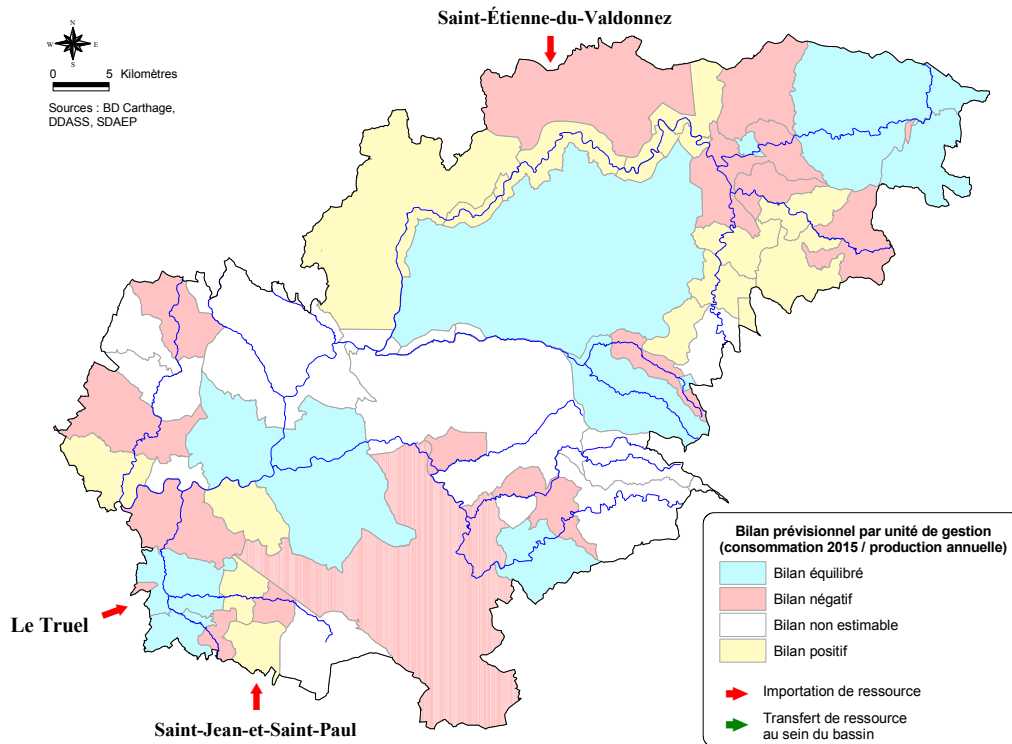 Saint-Étienne-du-Valdonnez
N
W E
S
0 5 Kilomètres
Sources : BD Carthage,
DDASS, SDAEP
Le Truel
Saint-Jean-et-Saint-Paul
Bilan prévisionnel par unité de gestion
(consommation 2015 / production annuelle)
Bilan équilibré
Bilan négatif
Bilan non estimable
Bilan positif
Importation de ressource
Transfert de ressource
au sein du bassin